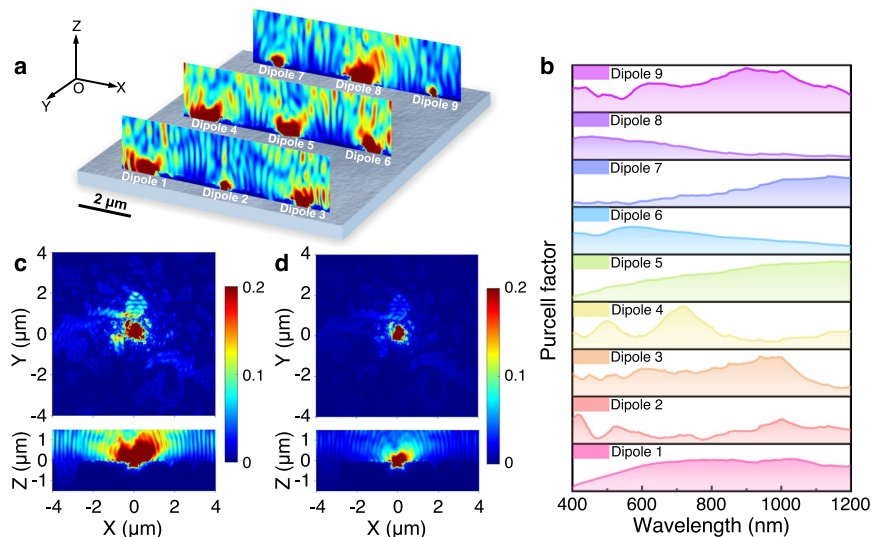 a
Z
O
X
Y
Dipole 7
Dipole 8
Dipole 9
Dipole 4
Dipole 5
Dipole 6
Dipole 1
Dipole 2
Dipole 3
2 µm
b
Dipole 9
Dipole 8
Dipole 7
Dipole 6
Dipole 5
Dipole 4
Dipole 3
Dipole 2
Dipole 1
Purcell factor
400 600 800 1000 1200
Wavelength (nm)
c
4
2
0
-2
-4
Y (µm)
0.2
0.1
0
1
0
-1
Z (µm)
-4 -2 0 2 4
X (µm)
d
4
2
0
-2
-4
Y (µm)
0.2
0.1
0
1
0
-1
Z (µm)
-4 -2 0 2 4
X (µm)